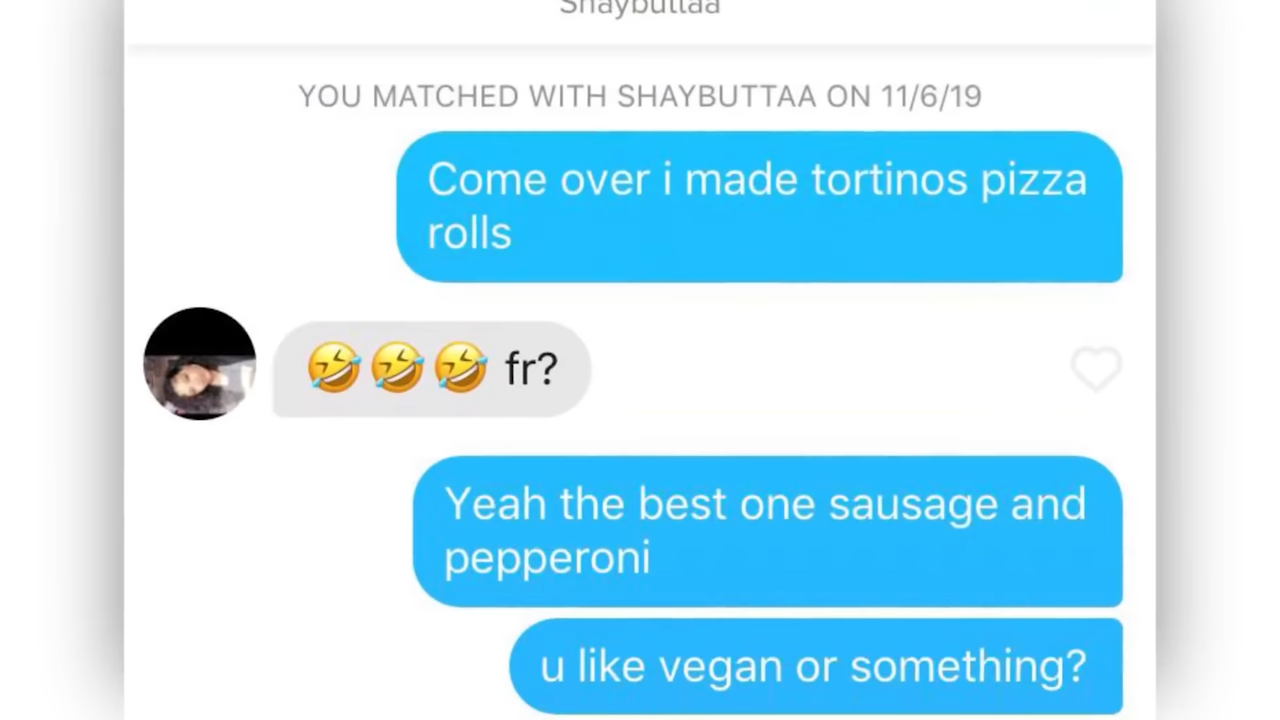 Shaybuttaa
YOU MATCHED WITH SHAYBUTTAA ON 11/6/19
Come over i made tortinos pizza
rolls
🤣🤣🤣 fr?
Yeah the best one sausage and
pepperoni
u like vegan or something?